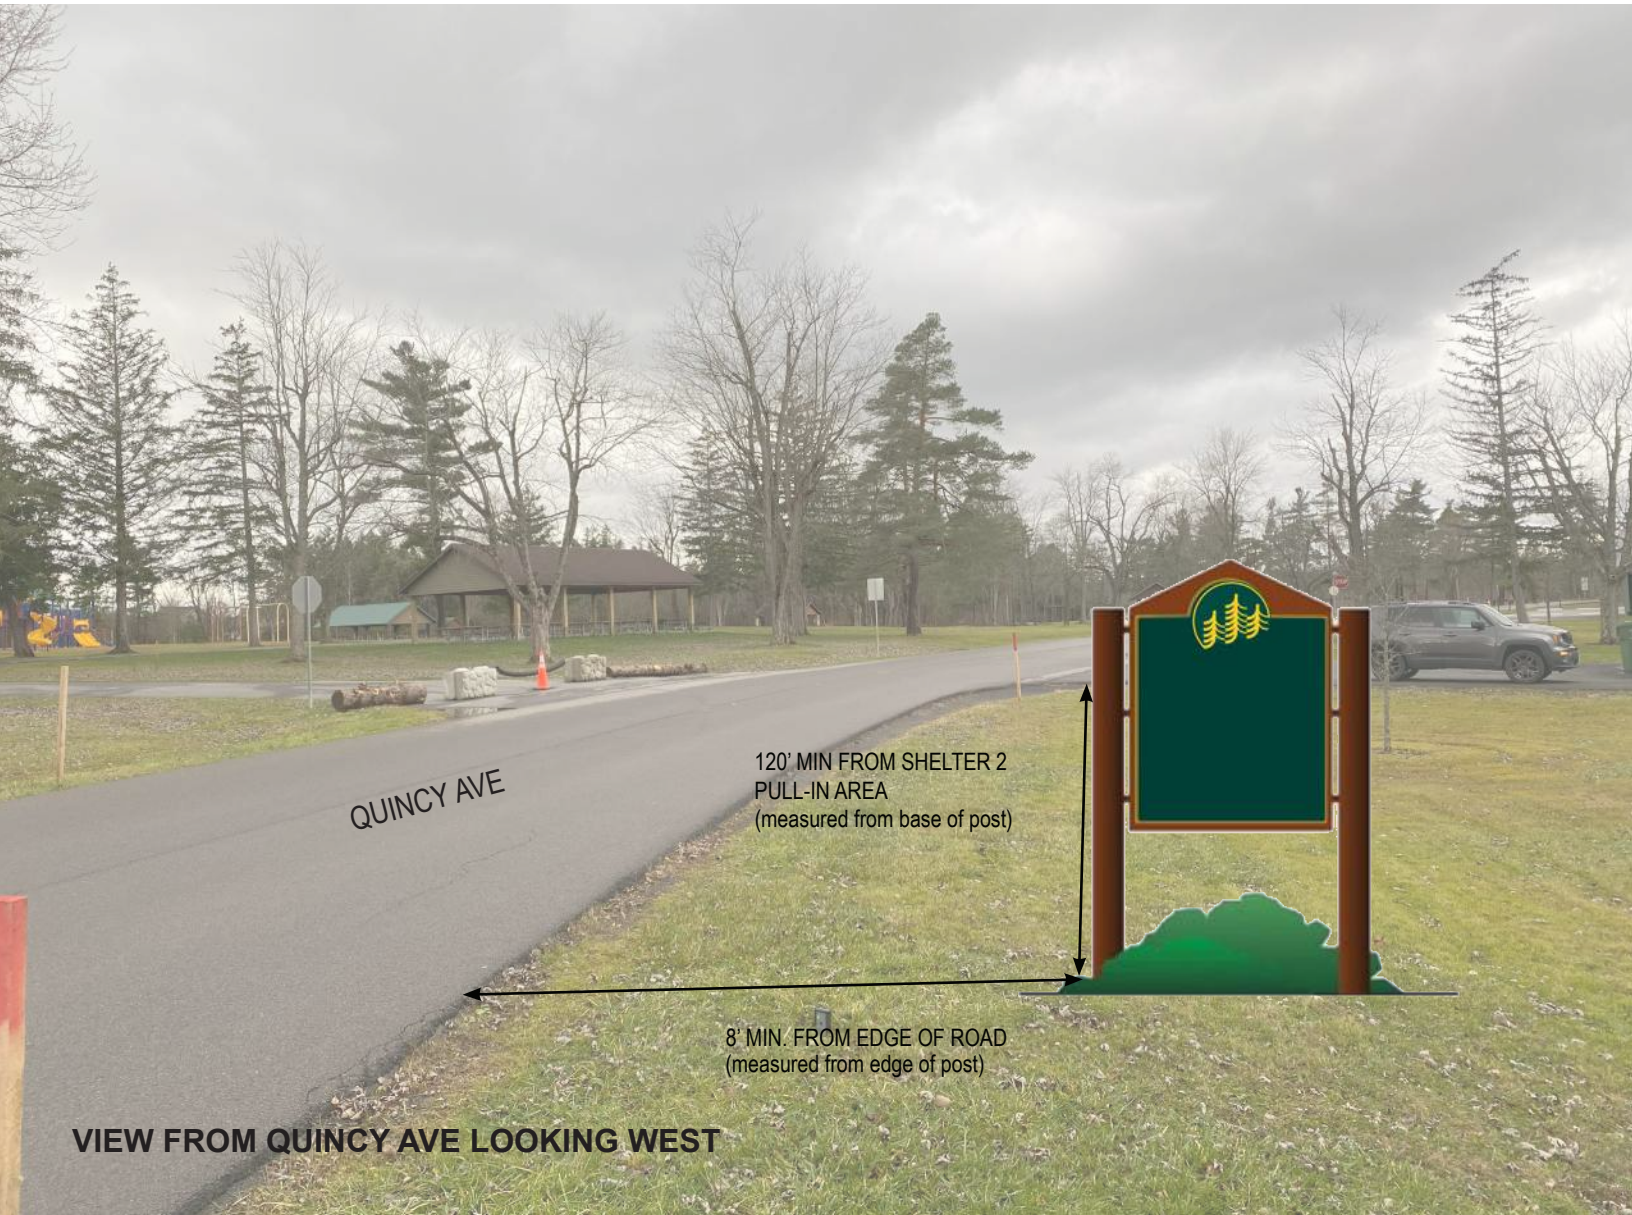 120' MIN FROM SHELTER 2
PULL-IN AREA
(measured from base of post)
QUINCY AVE
8' MIN. FROM EDGE OF ROAD
(measured from edge of post)
VIEW FROM QUINCY AVE LOOKING WEST